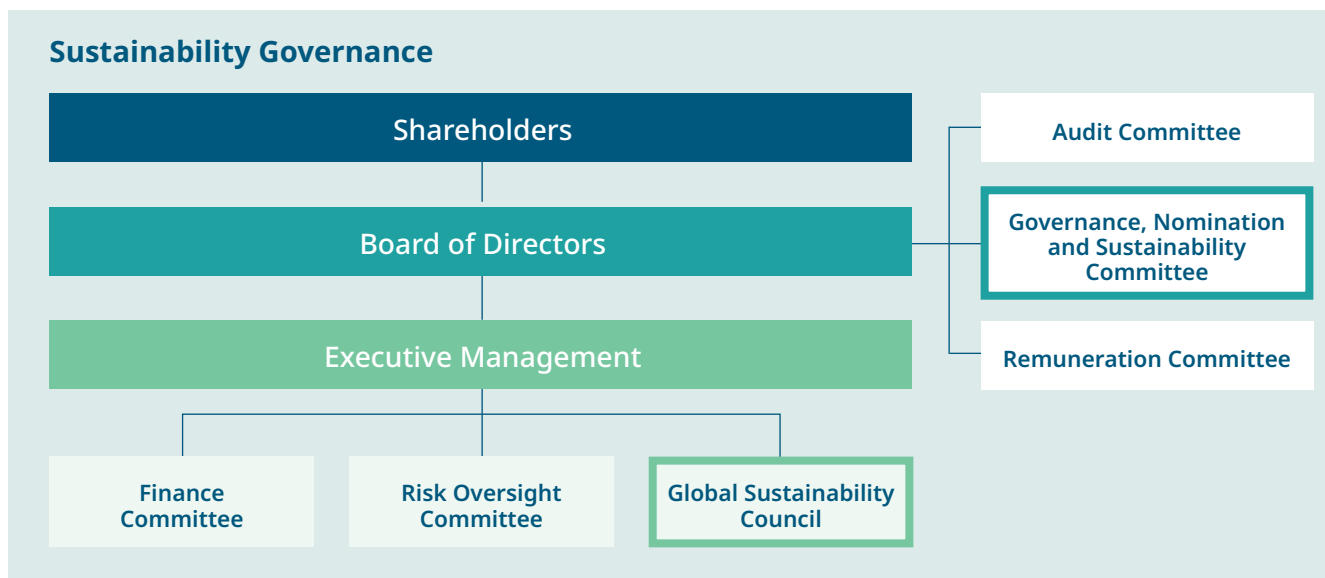 Sustainability Governance
Shareholders
Board of Directors
Executive Management
Audit Committee
Governance, Nomination
and Sustainability
Committee
Remuneration Committee
Finance
Committee
Risk Oversight
Committee
Global Sustainability
Council